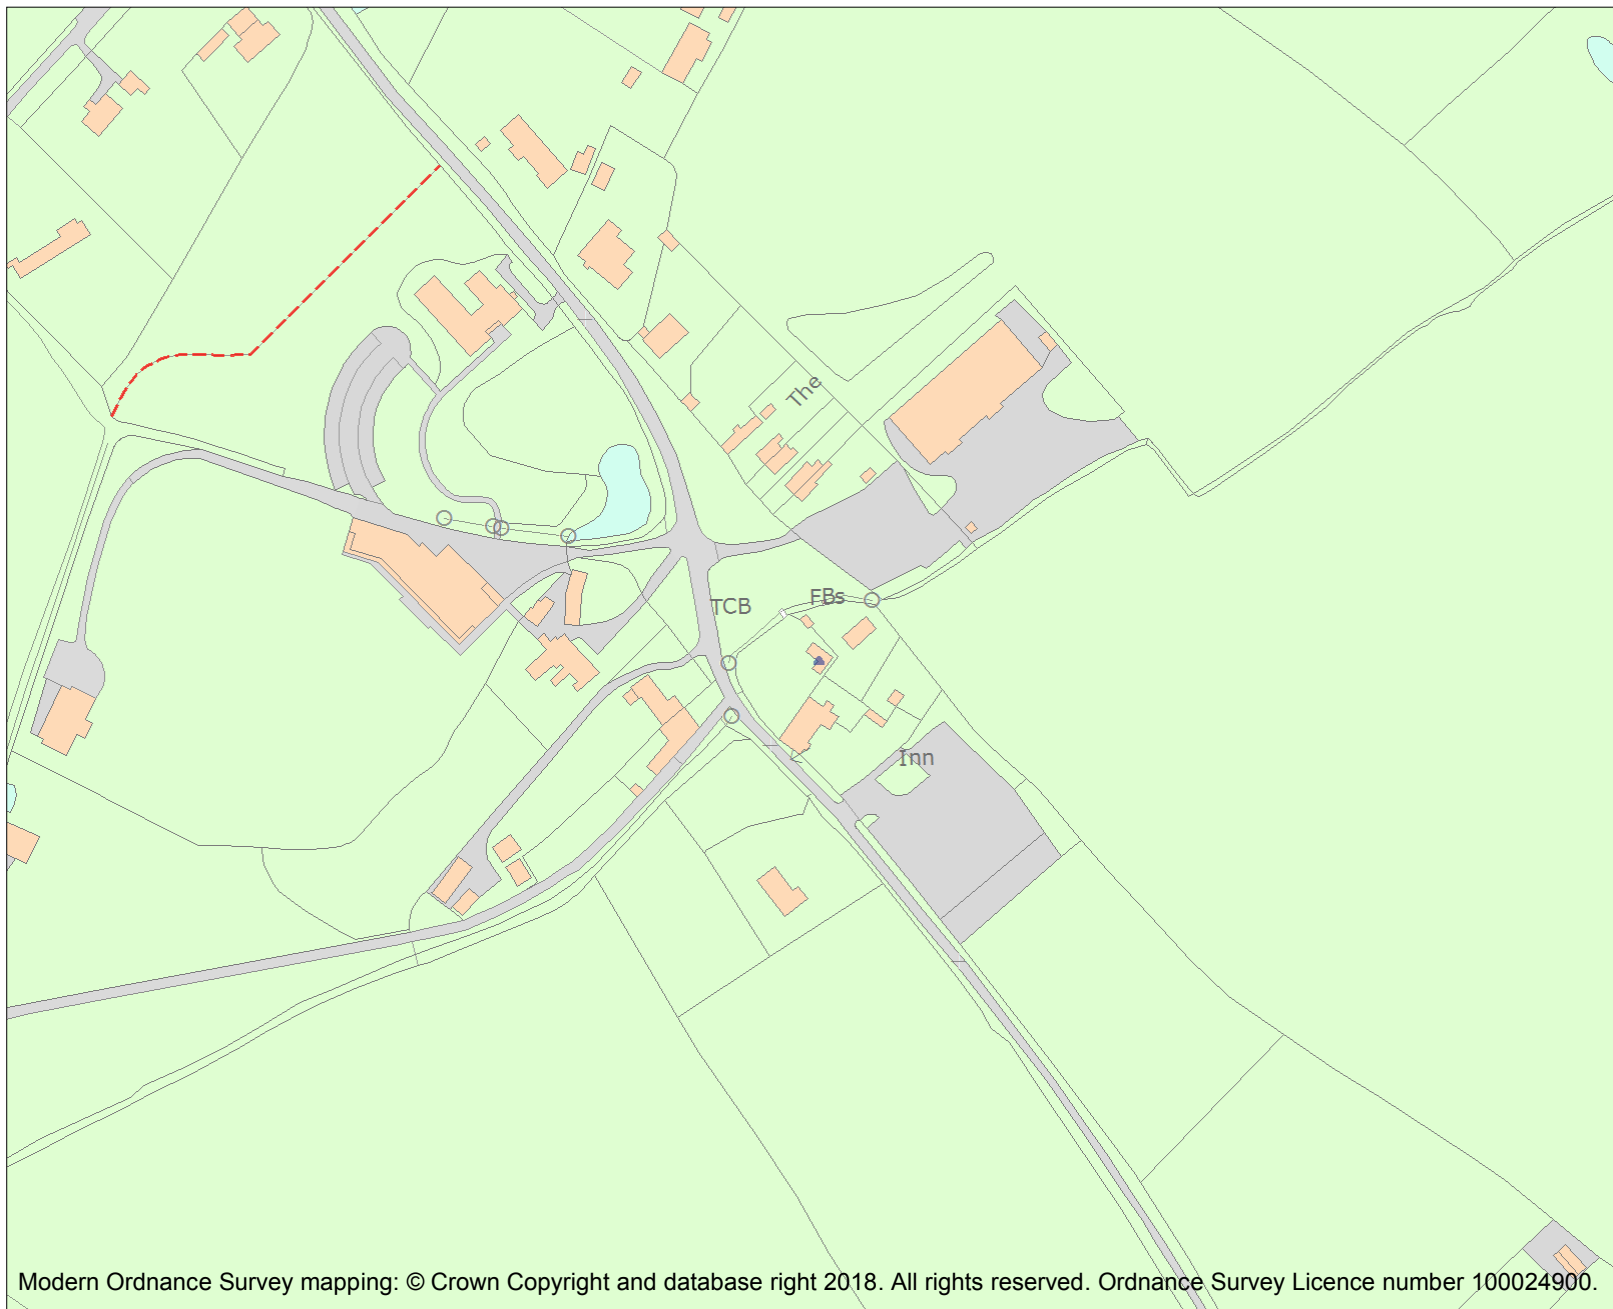 The
TCB
FBs
Inn
Modern Ordnance Survey mapping: © Crown Copyright and database right 2018. All rights reserved. Ordnance Survey Licence number 100024900.